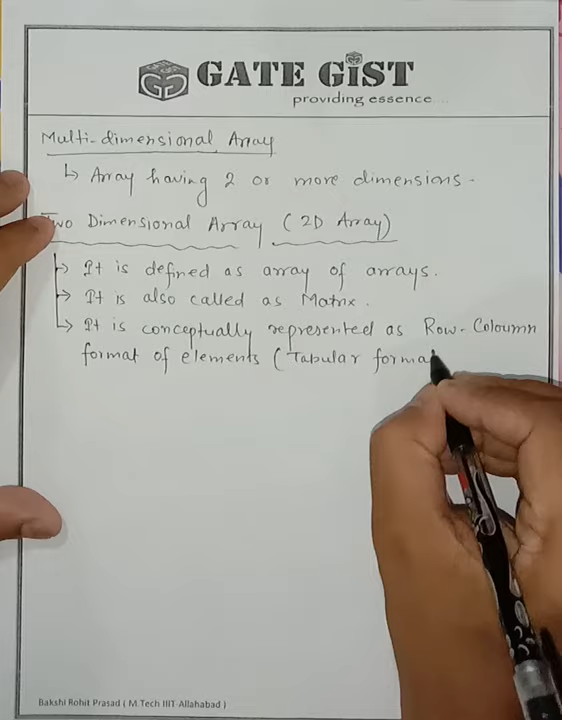 GATE GiST
providing essence....
Multi-dimensional Array
↳ Array having 2 or more dimensions.
Two Dimensional Array (2D Array)
↳ It is defined as array of arrays.
↳ It is also called as Matrix.
↳ It is conceptually represented as Row-Coloumn
format of elements (Tabular forma
Bakshi Rohit Prasad ( M.Tech IIIT-Allahabad )